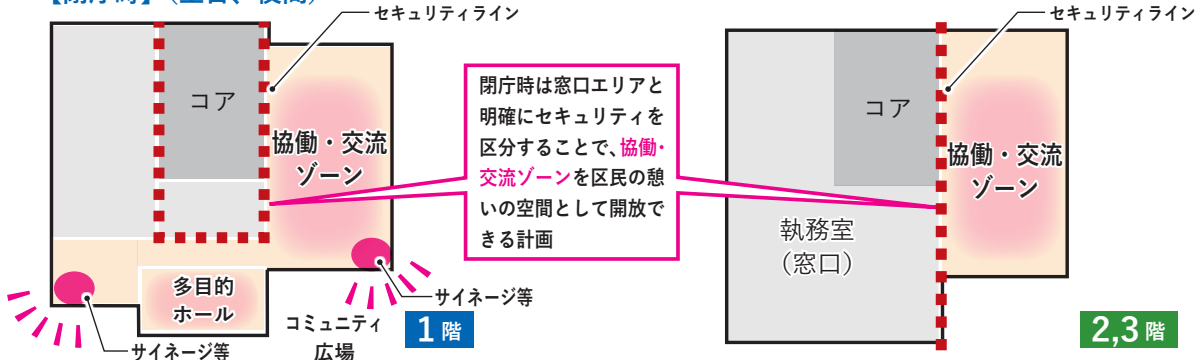 セキュリティライン
コア
協働・交流
ゾーン
多目的
ホール
サイネージ等
サイネージ等
コミュニティ
広場
1階
閉庁時は窓口エリアと
明確にセキュリティを
区分することで、協働・
交流ゾーンを区民の憩
いの空間として開放で
きる計画
セキュリティライン
コア
協働・交流
ゾーン
執務室
（窓口）
2,3階